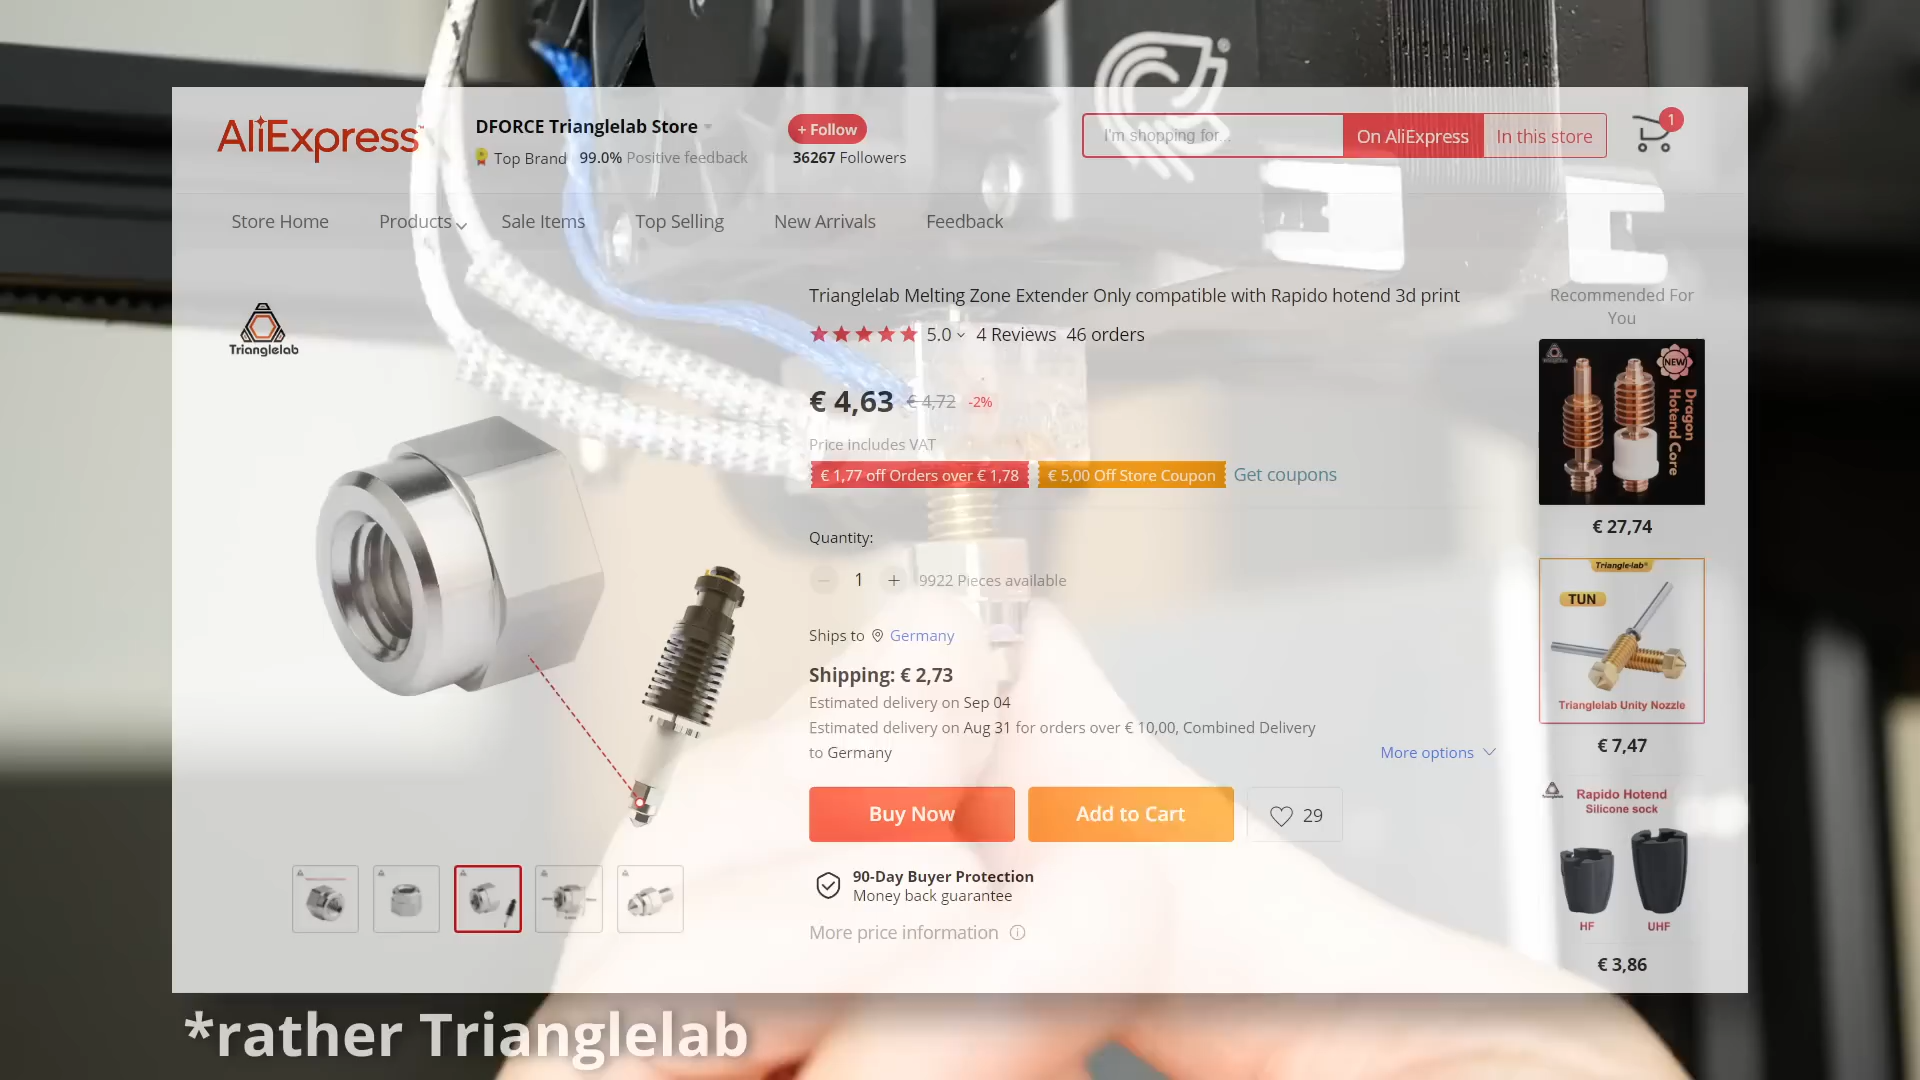 AliExpress
DFORCE Trianglelab Store
+ Follow
Top Brand 99.0% Positive feedback
36267 Followers
I'm shopping for...
On AliExpress
In this store
1
Store Home
Products
Sale Items
Top Selling
New Arrivals
Feedback
Trianglelab
Trianglelab Melting Zone Extender Only compatible with Rapido hotend 3d print
5.0 4 Reviews 46 orders
€ 4,63 € 4,72 -2%
Price includes VAT
€ 1,77 off Orders over € 1,78
€ 5,00 Off Store Coupon
Get coupons
Quantity:
1
9922 Pieces available
Ships to Germany
Shipping: € 2,73
Estimated delivery on Sep 04
Estimated delivery on Aug 31 for orders over € 10,00, Combined Delivery
to Germany
More options
Buy Now
Add to Cart
29
90-Day Buyer Protection
Money back guarantee
More price information
Recommended For
You
NEW
Dragon
Hotend Core
€ 27,74
Triangle-lab®
TUN
Trianglelab Unity Nozzle
€ 7,47
Rapido Hotend
Silicone sock
HF
UHF
€ 3,86
*rather Trianglelab